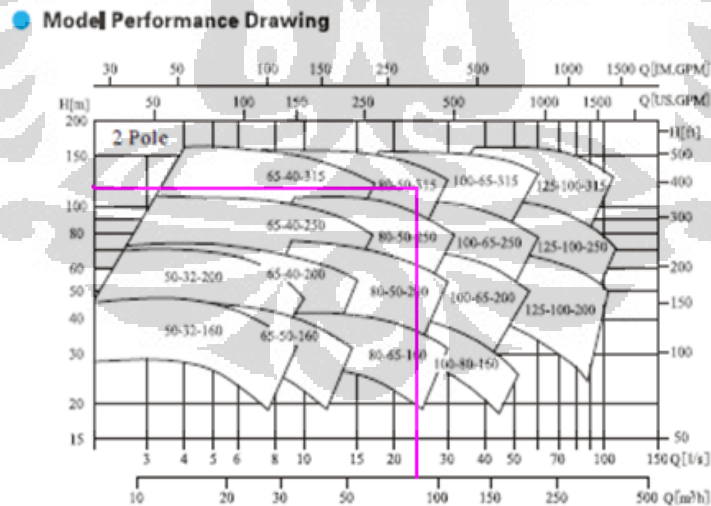 Model Performance Drawing
30 50 100 150 250 500 1000 1500 Q[IM.GPM]
H[m] 50 100 150 250 500 1000 1500 Q[US.GPM]
200 2 Pole H[ft]
150 500
65-40-315 80-50-315 100-65-315 125-100-315 400
100 300
80 65-40-250 80-50-250 100-65-250 125-100-250
60 50-32-200 65-40-200 200
50 80-50-200 100-65-200 125-100-200 150
40 50-32-160 65-50-160
30 80-65-160 100-80-160 100
20
15 50
3 4 5 6 8 10 15 20 30 40 50 70 100 150 Q[l/s]
10 20 30 50 100 150 250 500 Q[m³h]